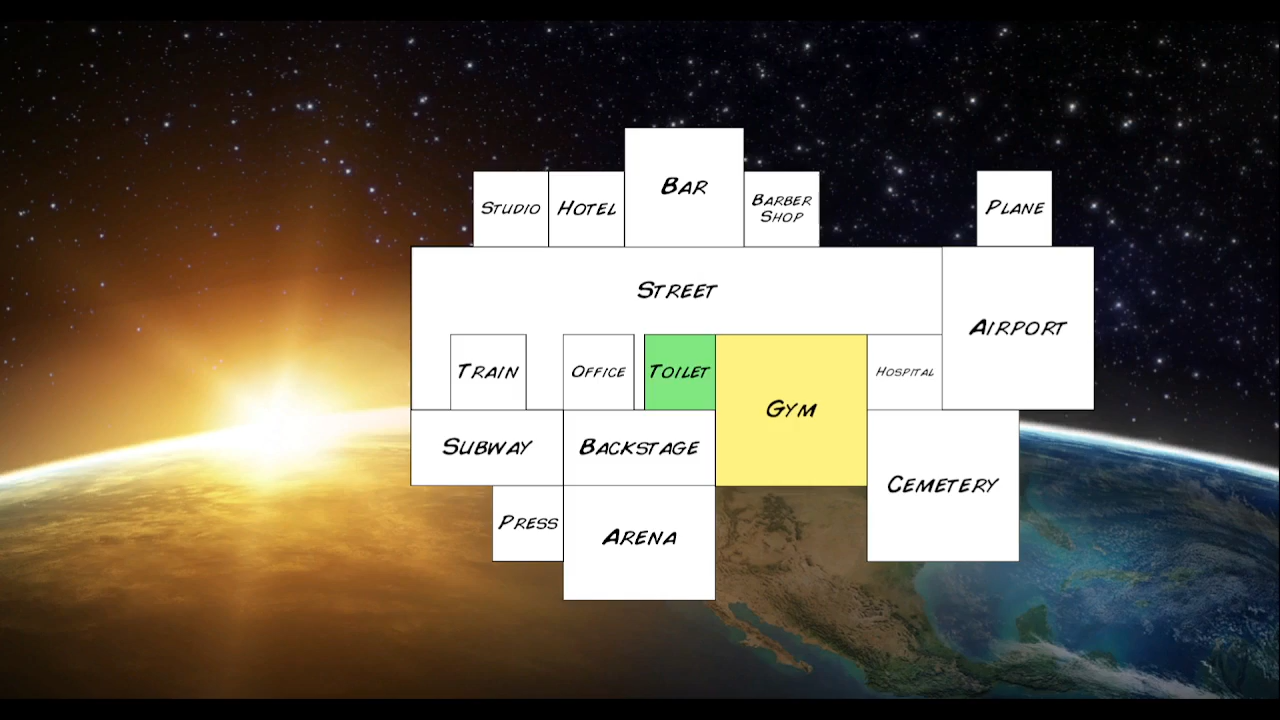 BAR
STUDIO
HOTEL
BARBER
SHOP
PLANE
STREET
AIRPORT
TRAIN
OFFICE
TOILET
HOSPITAL
GYM
SUBWAY
BACKSTAGE
CEMETERY
PRESS
ARENA